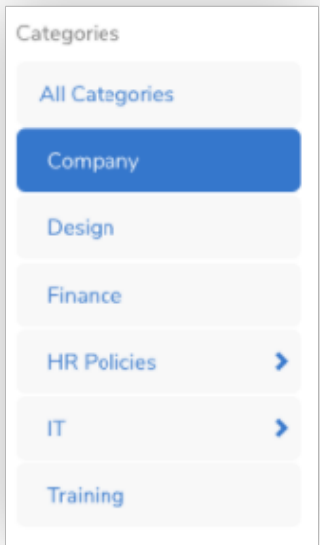 Categories
All Categories
Company
Design
Finance
HR Policies
IT
Training